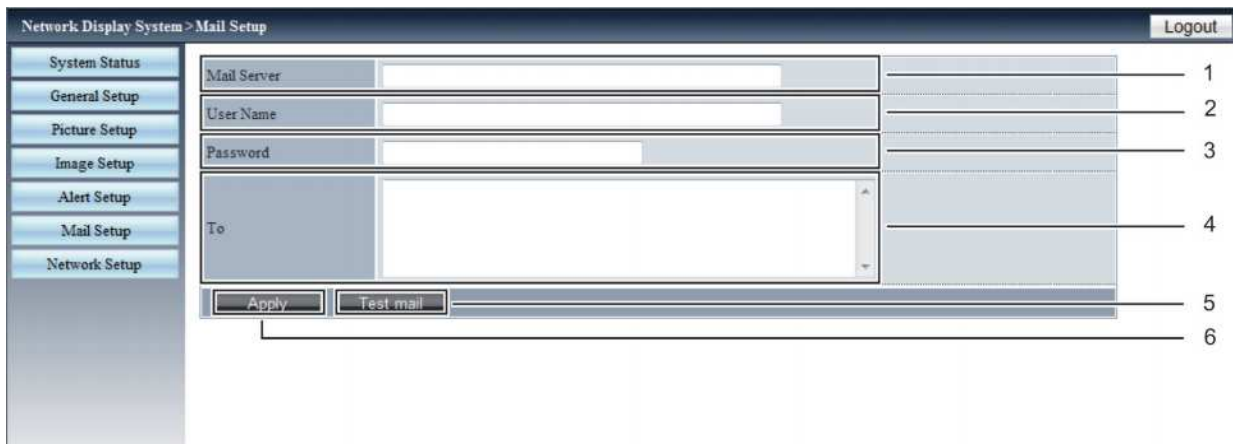 Network Display System>Mail Setup
Logout
System Status
General Setup
Picture Setup
Image Setup
Alert Setup
Mail Setup
Network Setup
Mail Server
1
User Name
2
Password
3
To
4
Apply
Test mail
5
6